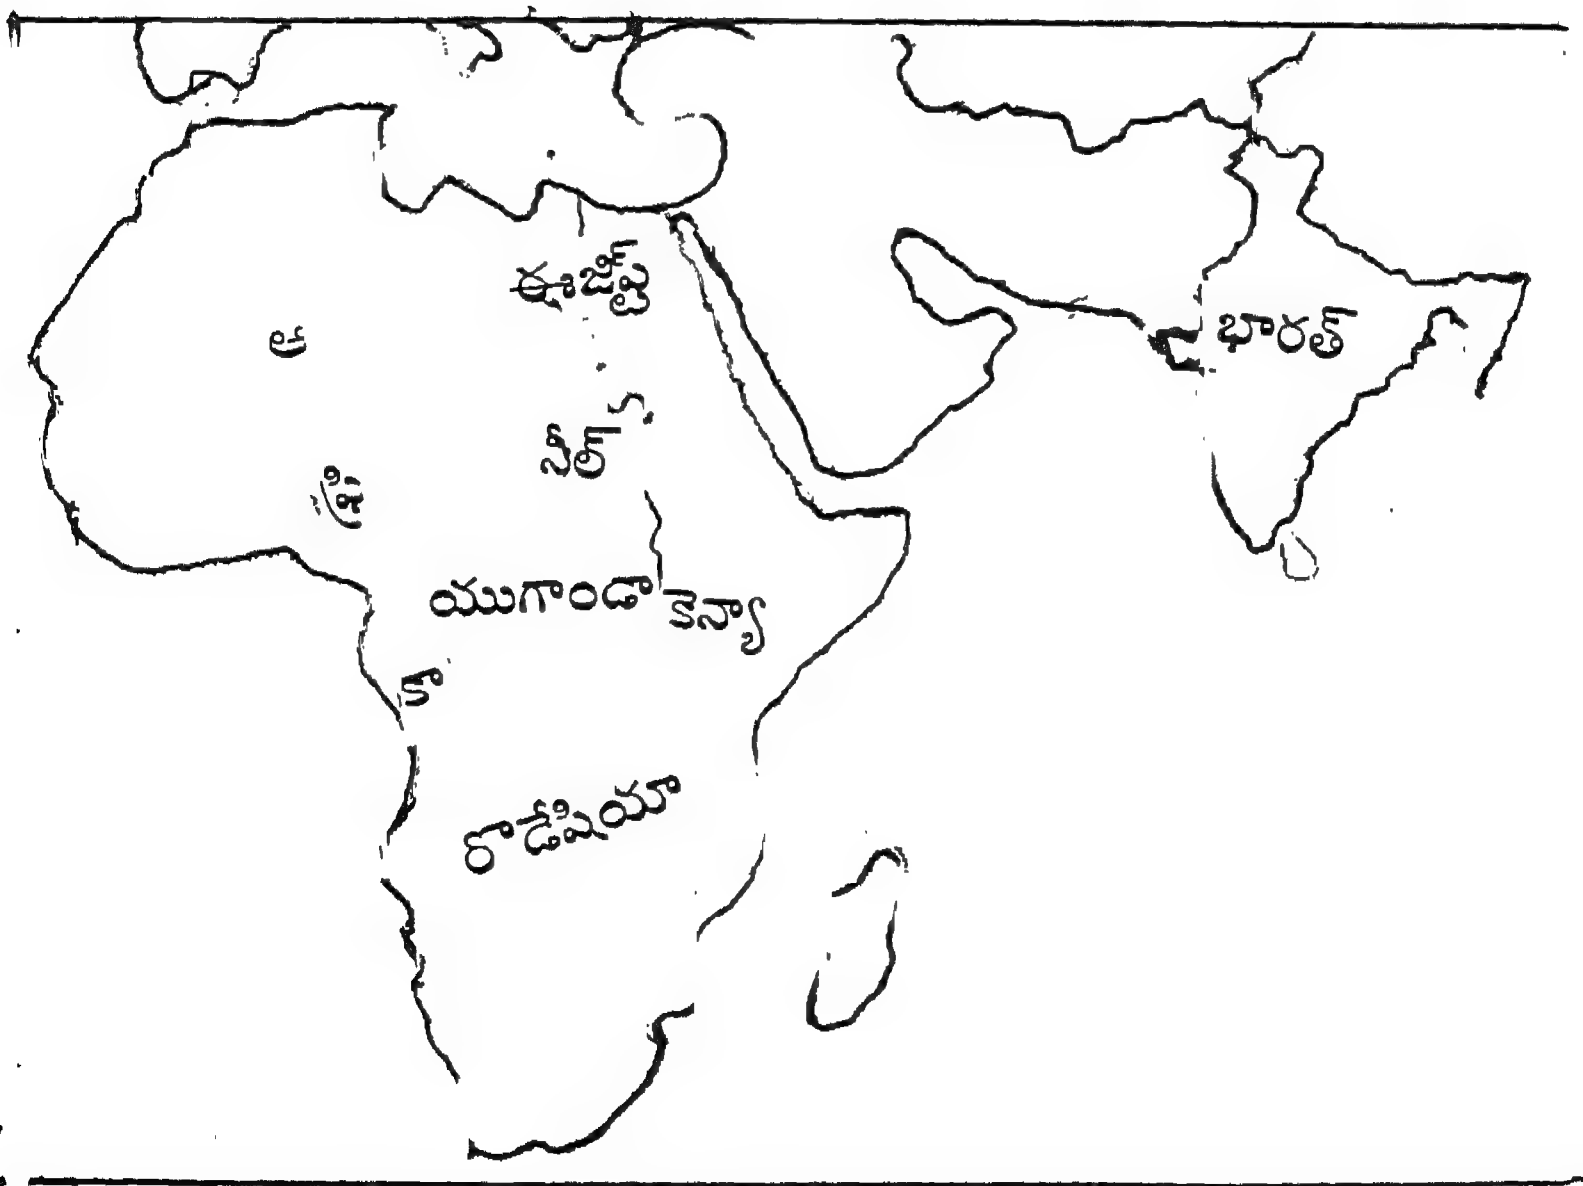 ఈజిప్ట్
భారత్
ఆ
నీల్
ఫ్రి
యుగాండా
కెన్యా
కా
రొడేషియా